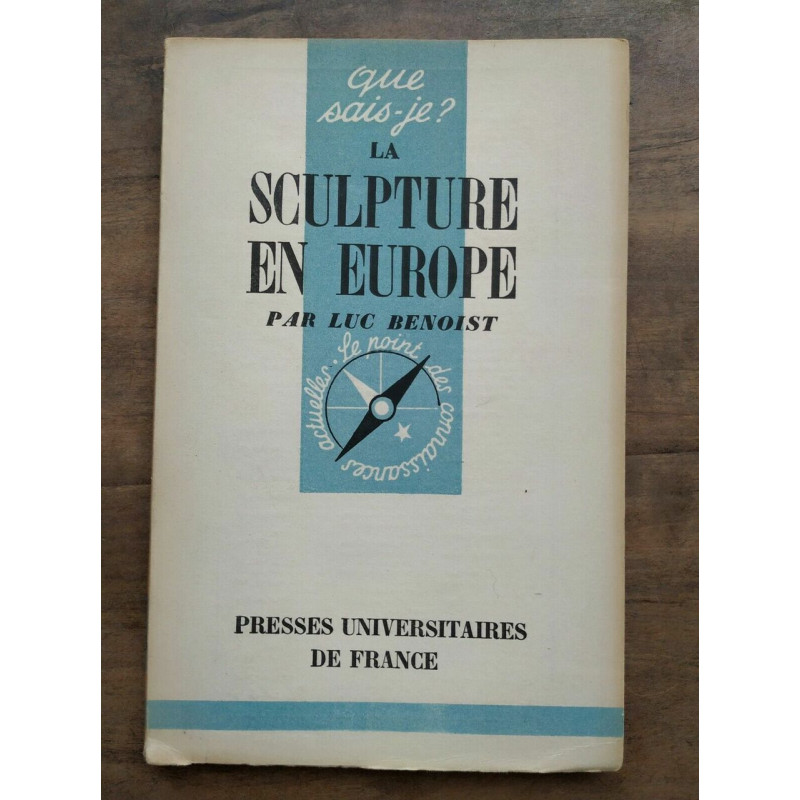 que
sais-je?
LA
SCULPTURE
EN EUROPE
PAR LUC BENOIST
Le point des connaissances actuelles..
PRESSES UNIVERSITAIRES
DE FRANCE